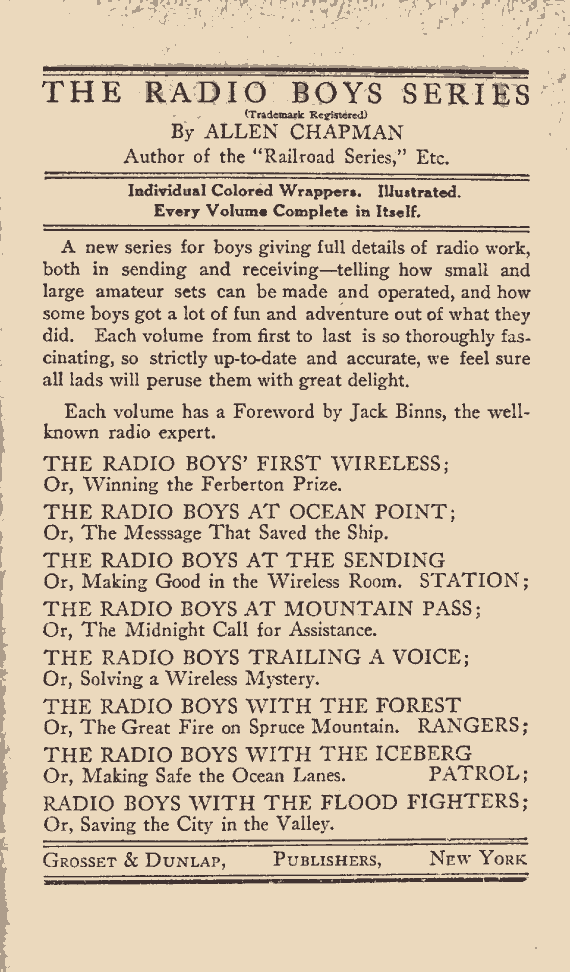 THE RADIO BOYS SERIES
(Trademark Registered)
By ALLEN CHAPMAN
Author of the "Railroad Series," Etc.
Individual Colored Wrappers. Illustrated.
Every Volume Complete in Itself.
A new series for boys giving full details of radio work,
both in sending and receiving—telling how small and
large amateur sets can be made and operated, and how
some boys got a lot of fun and adventure out of what they
did. Each volume from first to last is so thoroughly fas-
cinating, so strictly up-to-date and accurate, we feel sure
all lads will peruse them with great delight.
Each volume has a Foreword by Jack Binns, the well-
known radio expert.
THE RADIO BOYS' FIRST WIRELESS;
Or, Winning the Ferberton Prize.
THE RADIO BOYS AT OCEAN POINT;
Or, The Messsage That Saved the Ship.
THE RADIO BOYS AT THE SENDING
Or, Making Good in the Wireless Room. STATION;
THE RADIO BOYS AT MOUNTAIN PASS;
Or, The Midnight Call for Assistance.
THE RADIO BOYS TRAILING A VOICE;
Or, Solving a Wireless Mystery.
THE RADIO BOYS WITH THE FOREST
Or, The Great Fire on Spruce Mountain. RANGERS;
THE RADIO BOYS WITH THE ICEBERG
Or, Making Safe the Ocean Lanes. PATROL;
RADIO BOYS WITH THE FLOOD FIGHTERS;
Or, Saving the City in the Valley.
GROSSET & DUNLAP, PUBLISHERS, NEW YORK